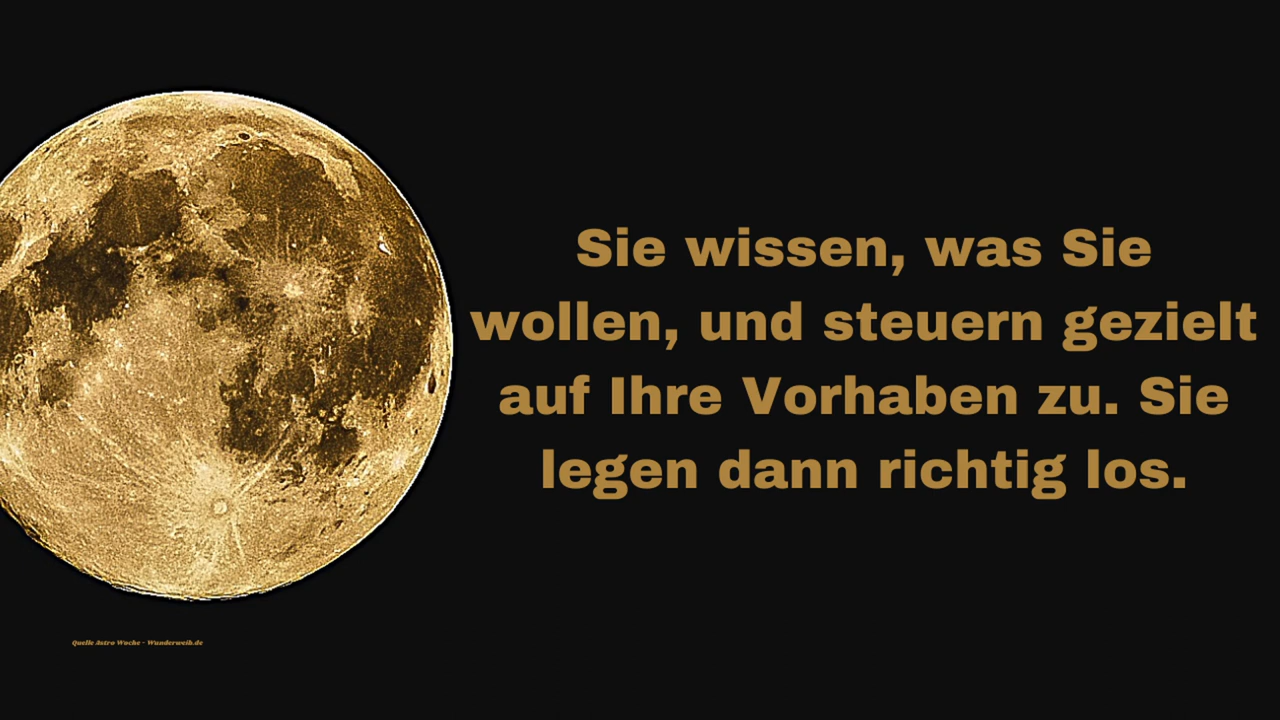 Sie wissen, was Sie
wollen, und steuern gezielt
auf Ihre Vorhaben zu. Sie
legen dann richtig los.
Quelle Astro Woche - Wunderweib.de